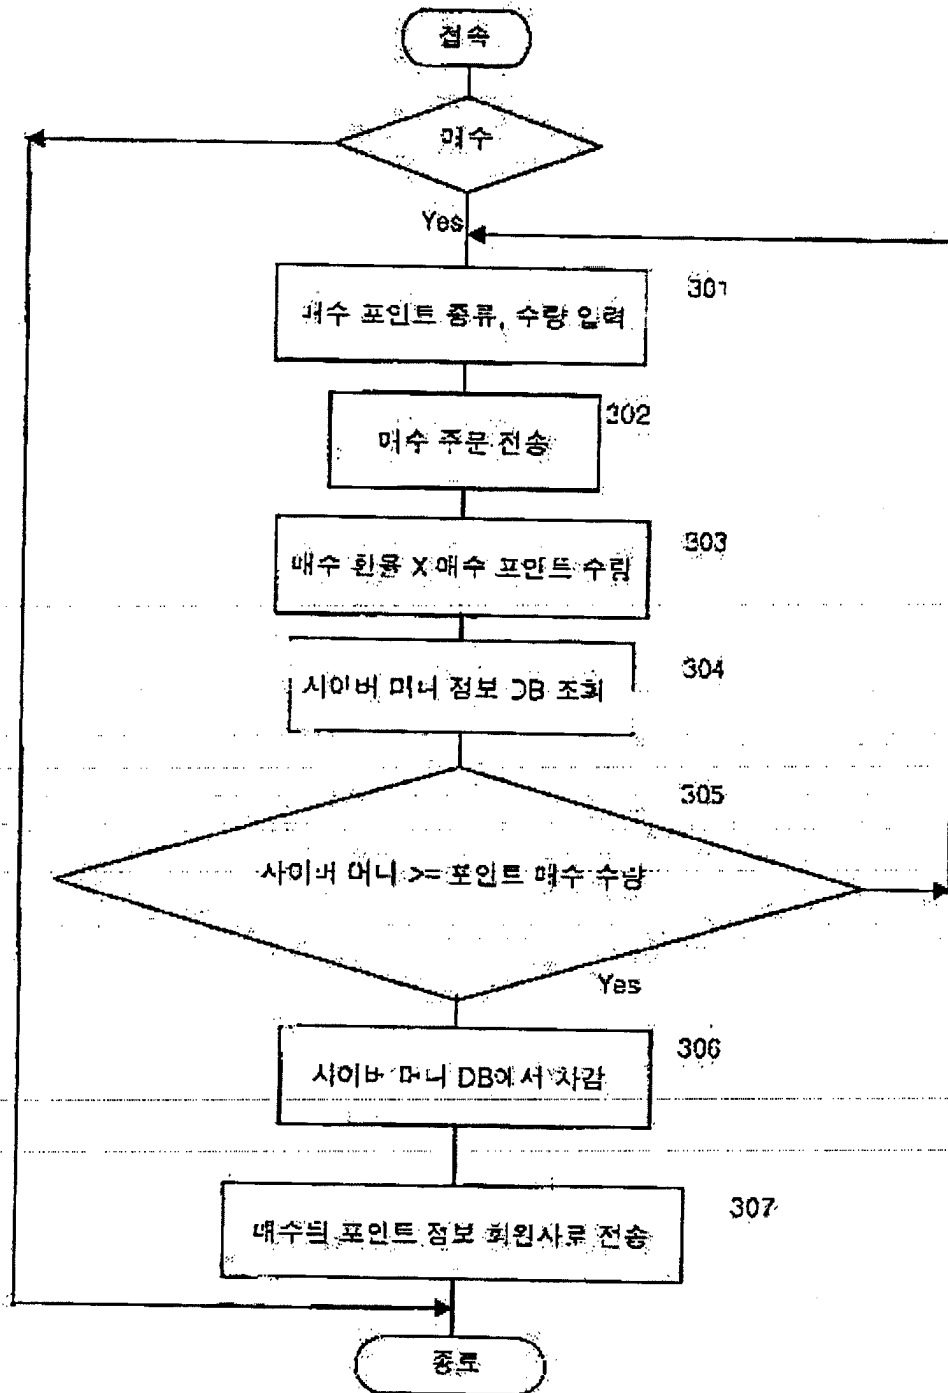 접속
매수
Yes
매수 포인트 종류, 수량 입력
301
매수 주문 전송
302
매수 환율 X 매수 포인트 수량
303
사이버 머니 정보 DB 조회
304
305
사이버 머니 >= 포인트 매수 수량
Yes
사이버 머니 DB에서 차감
306
매수된 포인트 정보 회원사로 전송
307
종료